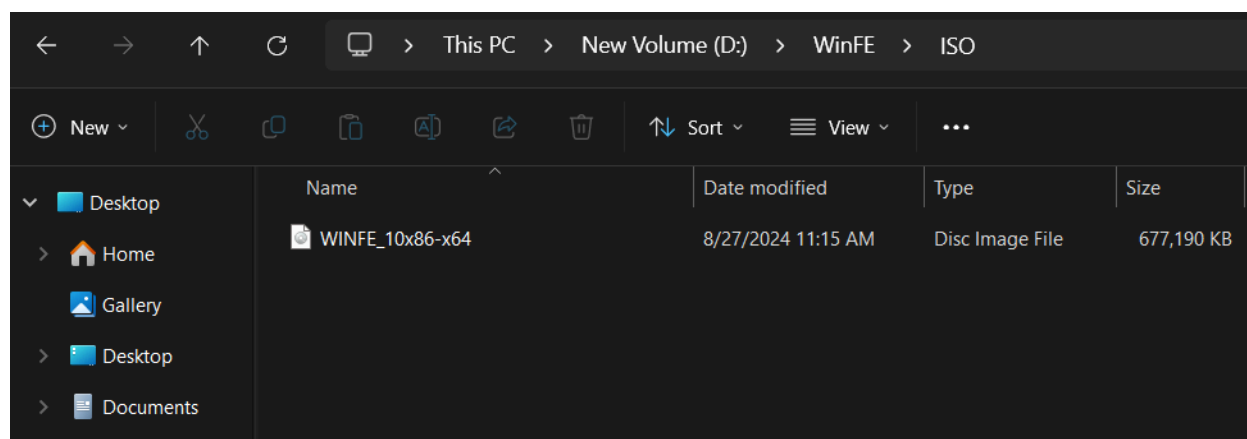 This PC > New Volume (D:) > WinFE > ISO
New Sort View
Name Date modified Type Size
WINFE_10x86-x64 8/27/2024 11:15 AM Disc Image File 677,190 KB
Desktop
Home
Gallery
Desktop
Documents